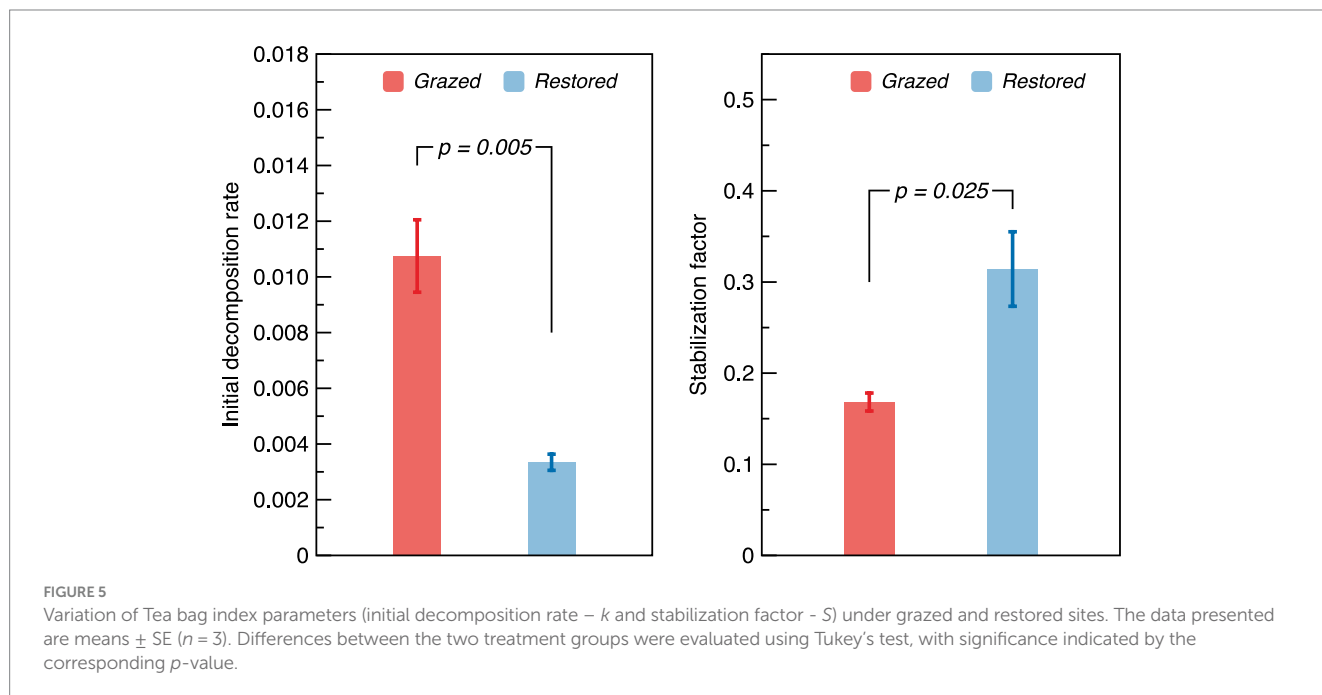 0.018
0.016
0.014
0.012
0.010
0.008
0.006
0.004
0.002
0
Initial decomposition rate
Grazed Restored
p = 0.005
0.5
0.4
0.3
0.2
0.1
0
Stabilization factor
Grazed Restored
p = 0.025
FIGURE 5
Variation of Tea bag index parameters (initial decomposition rate – k and stabilization factor - S) under grazed and restored sites. The data presented
are means ± SE (n = 3). Differences between the two treatment groups were evaluated using Tukey’s test, with significance indicated by the
corresponding p-value.